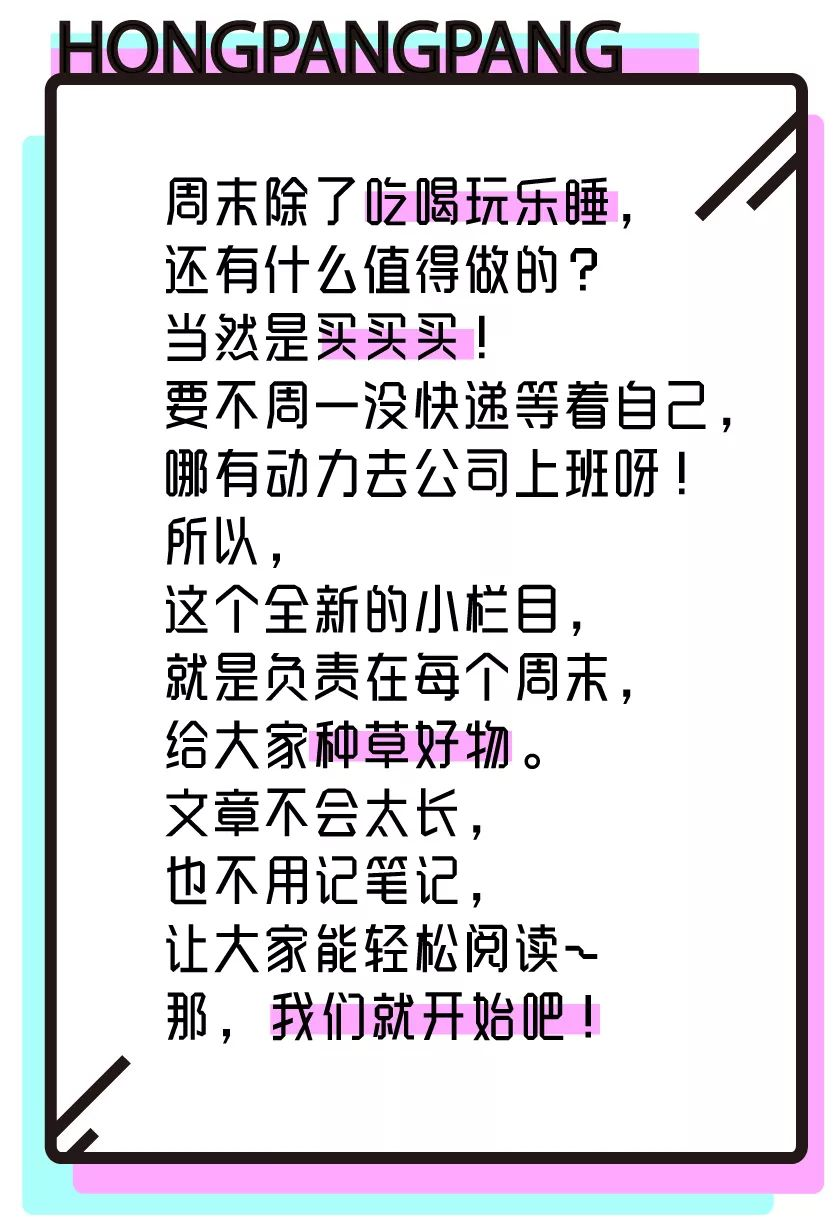 HONGPANGPANG
周末除了吃喝玩乐睡，
还有什么值得做的？
当然是买买买！
要不周一没快递等着自己，
哪有动力去公司上班呀！
所以，
这个全新的小栏目，
就是负责在每个周末，
给大家种草好物。
文章不会太长，
也不用记笔记，
让大家能轻松阅读~
那，我们就开始吧！